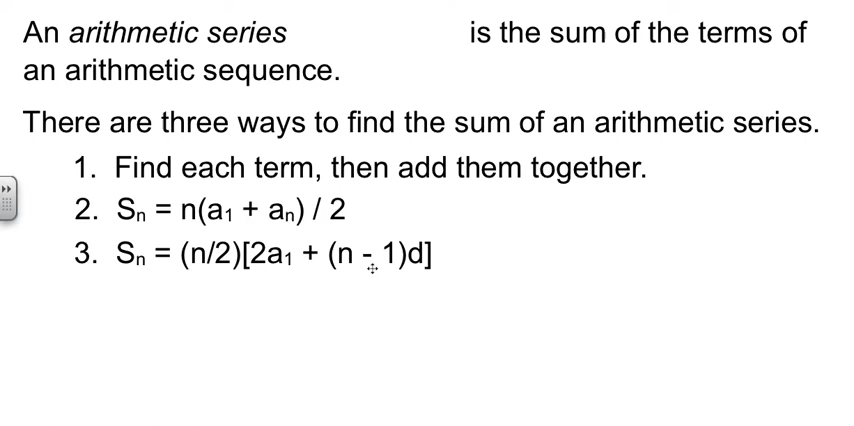 An arithmetic series is the sum of the terms of
an arithmetic sequence.
There are three ways to find the sum of an arithmetic series.
1. Find each term, then add them together.
2. Sₙ = n(a₁ + aₙ) / 2
3. Sₙ = (n/2)[2a₁ + (n - 1)d]